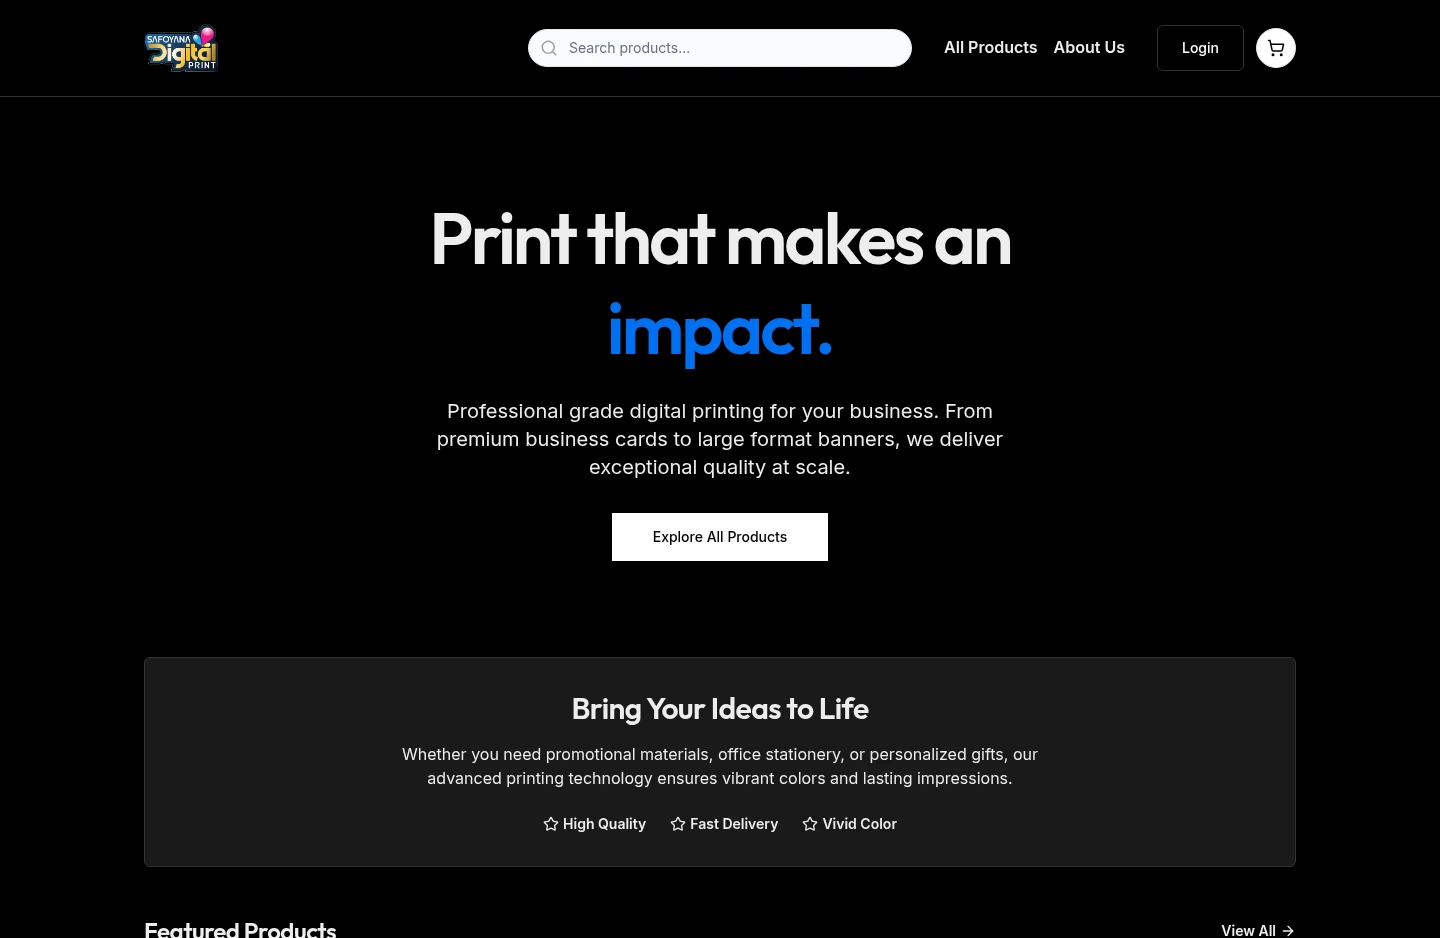 SAFOYANA
Digital
PRINT
Search products...
All Products
About Us
Login
Print that makes an
impact.
Professional grade digital printing for your business. From
premium business cards to large format banners, we deliver
exceptional quality at scale.
Explore All Products
Bring Your Ideas to Life
Whether you need promotional materials, office stationery, or personalized gifts, our
advanced printing technology ensures vibrant colors and lasting impressions.
High Quality
Fast Delivery
Vivid Color
Featured Products
View All